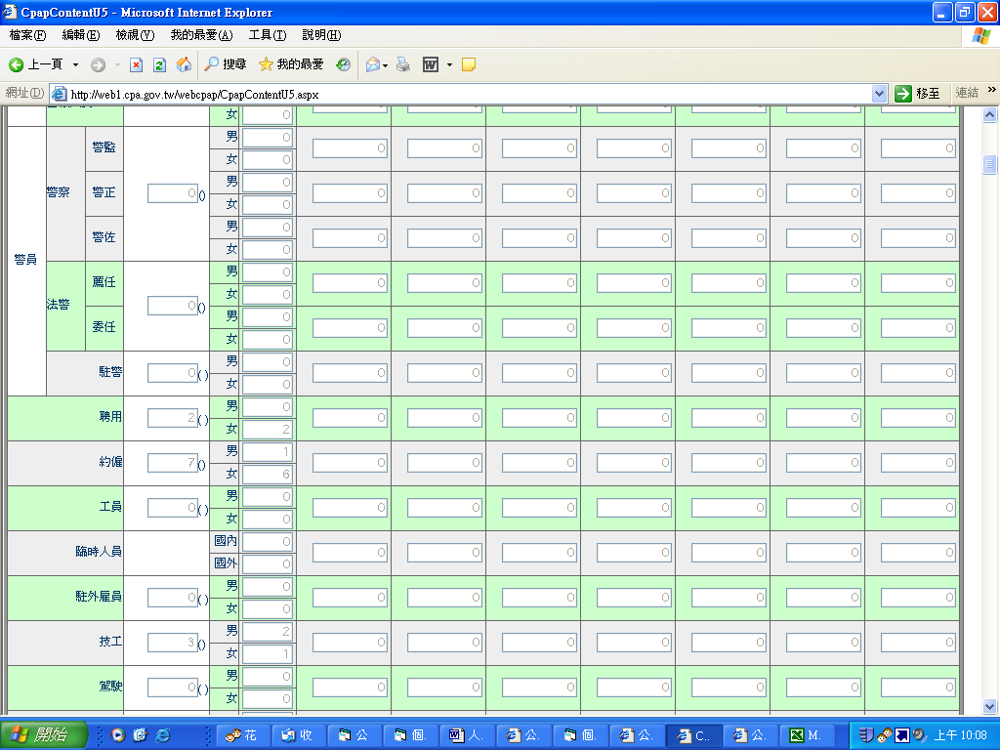 CpapContentU5 - Microsoft Internet Explorer
檔案(F) 編輯(E) 檢視(V) 我的最愛(A) 工具(T) 說明(H)
上一頁 搜尋 我的最愛
網址(D) http://web1.cpa.gov.tw/webcpap/CpapContentU5.aspx 移至 連結 »
女 0
警員
警察
警監 男 0 0 0 0 0 0 0 0
女 0
0()
警正 男 0 0 0 0 0 0 0 0
女 0
警佐 男 0 0 0 0 0 0 0 0
女 0
法警
薦任 男 0 0 0 0 0 0 0 0
女 0
0()
委任 男 0 0 0 0 0 0 0 0
女 0
駐警 0() 男 0 0 0 0 0 0 0 0
女 0
聘用 2() 男 0 0 0 0 0 0 0 0
女 2
約僱 7() 男 1 0 0 0 0 0 0 0
女 6
工員 0() 男 0 0 0 0 0 0 0 0
女 0
臨時人員 國內 0 0 0 0 0 0 0 0
國外 0
駐外雇員 0() 男 0 0 0 0 0 0 0 0
女 0
技工 3() 男 2 0 0 0 0 0 0 0
女 1
駕駛 0() 男 0 0 0 0 0 0 0 0
女 0
開始 花 收 公 個. 人. 公. 個. 公. C.. 公. M. 上午 10:08